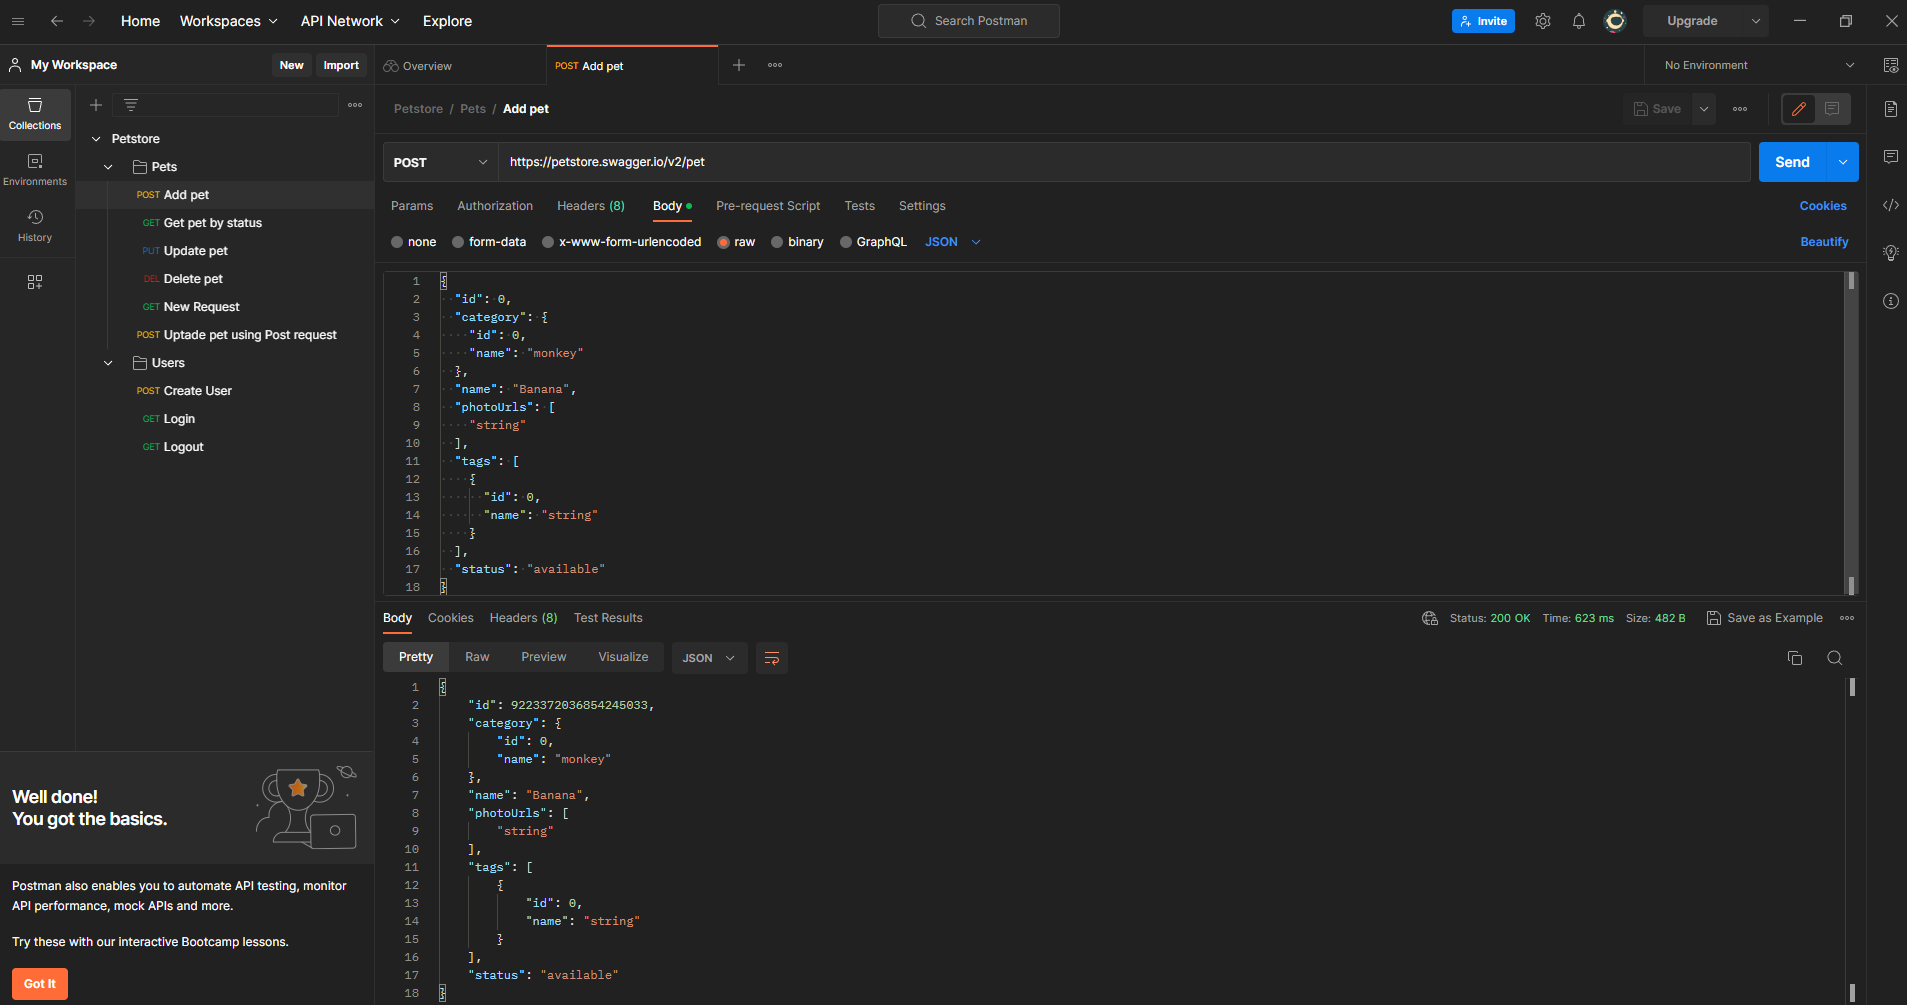 Home Workspaces API Network Explore Search Postman Invite Upgrade
My Workspace New Import Overview POST Add pet No Environment
Collections
Environments
History
Petstore
Pets
POST Add pet
GET Get pet by status
PUT Update pet
DEL Delete pet
GET New Request
POST Uptade pet using Post request
Users
POST Create User
GET Login
GET Logout
Well done!
You got the basics.
Postman also enables you to automate API testing, monitor
API performance, mock APIs and more.
Try these with our interactive Bootcamp lessons.
Got It
Petstore / Pets / Add pet Save
POST https://petstore.swagger.io/v2/pet Send
Params Authorization Headers (8) Body Pre-request Script Tests Settings Cookies
none form-data x-www-form-urlencoded raw binary GraphQL JSON Beautify
1 {
2 "id": 0,
3 "category": {
4 "id": 0,
5 "name": "monkey"
6 },
7 "name": "Banana",
8 "photoUrls": [
9 "string"
10 ],
11 "tags": [
12 {
13 "id": 0,
14 "name": "string"
15 }
16 ],
17 "status": "available"
18 }
Body Cookies Headers (8) Test Results Status: 200 OK Time: 623 ms Size: 482 B Save as Example
Pretty Raw Preview Visualize JSON
1 {
2 "id": 9223372036854245033,
3 "category": {
4 "id": 0,
5 "name": "monkey"
6 },
7 "name": "Banana",
8 "photoUrls": [
9 "string"
10 ],
11 "tags": [
12 {
13 "id": 0,
14 "name": "string"
15 }
16 ],
17 "status": "available"
18 }